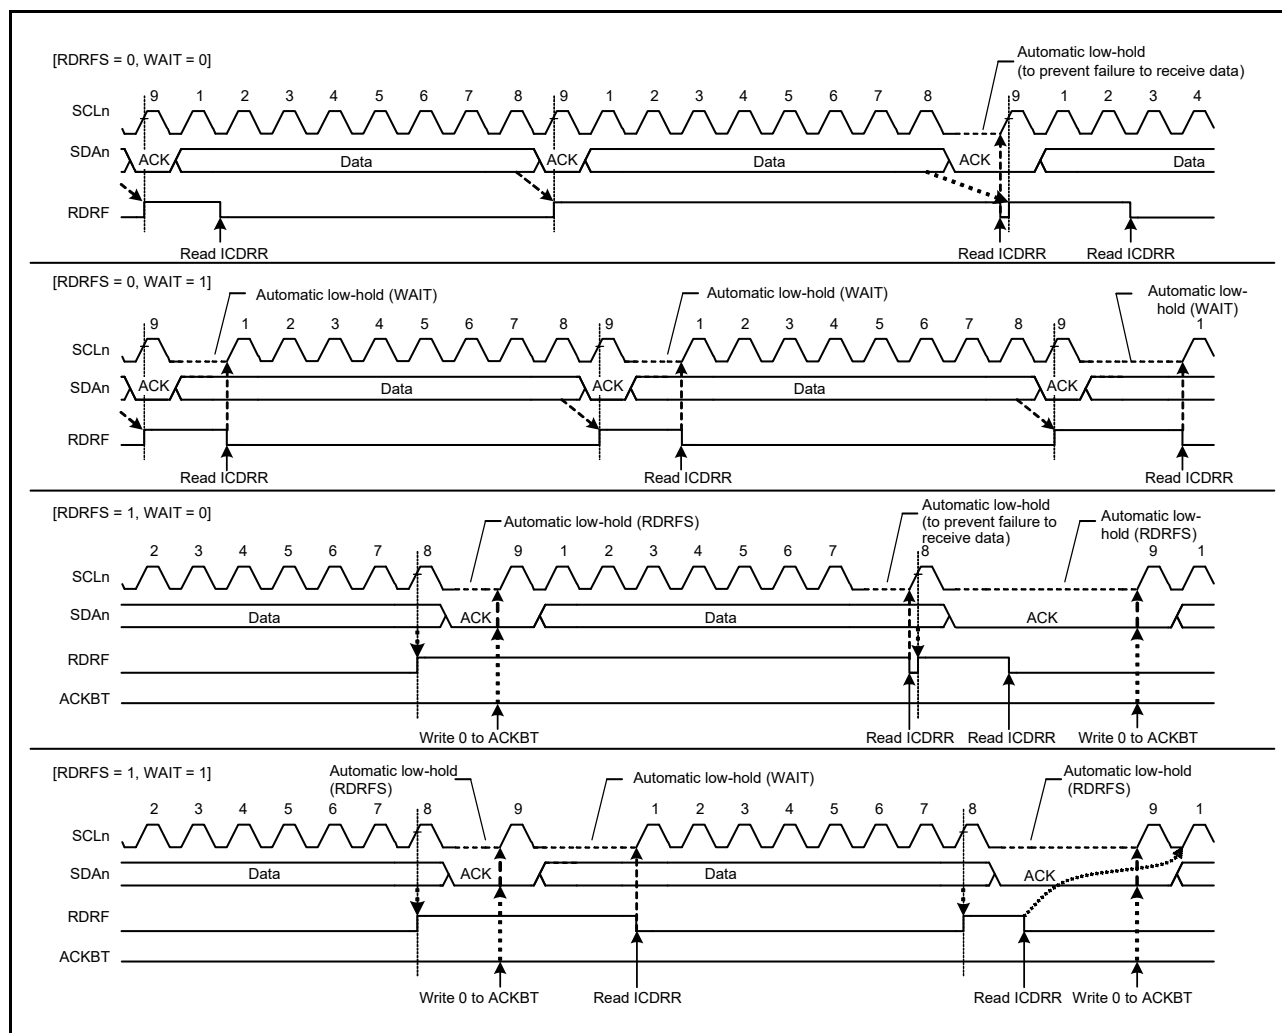 [RDRFS = 0, WAIT = 0]
Automatic low-hold
(to prevent failure to receive data)
9 1 2 3 4 5 6 7 8 9 1 2 3 4 5 6 7 8 9 1 2 3 4
SCLn
SDAn ACK Data ACK Data ACK Data
RDRF
Read ICDRR Read ICDRR Read ICDRR
[RDRFS = 0, WAIT = 1]
Automatic low-hold (WAIT) Automatic low-hold (WAIT) Automatic low-
hold (WAIT)
9 1 2 3 4 5 6 7 8 9 1 2 3 4 5 6 7 8 9 1
SCLn
SDAn ACK Data ACK Data ACK
RDRF
Read ICDRR Read ICDRR Read ICDRR
[RDRFS = 1, WAIT = 0]
Automatic low-hold (RDRFS)
Automatic low-hold
(to prevent failure to
receive data)
Automatic low-
hold (RDRFS)
2 3 4 5 6 7 8 9 1 2 3 4 5 6 7 8 9 1
SCLn
SDAn Data ACK Data ACK
RDRF
ACKBT
Write 0 to ACKBT Read ICDRR Read ICDRR Write 0 to ACKBT
[RDRFS = 1, WAIT = 1]
Automatic low-hold
(RDRFS)
Automatic low-hold (WAIT)
Automatic low-hold
(RDRFS)
2 3 4 5 6 7 8 9 1 2 3 4 5 6 7 8 9 1
SCLn
SDAn Data ACK Data ACK
RDRF
ACKBT
Write 0 to ACKBT Read ICDRR Read ICDRR Write 0 to ACKBT